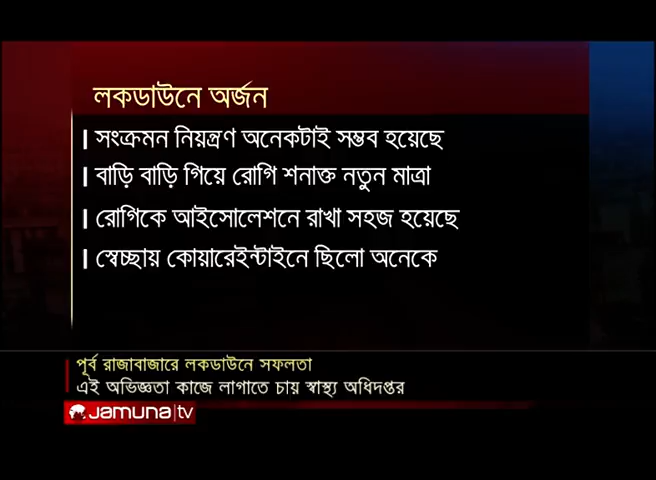 লকডাউনে অর্জন
| সংক্রমন নিয়ন্ত্রণ অনেকটাই সম্ভব হয়েছে
| বাড়ি বাড়ি গিয়ে রোগি শনাক্ত নতুন মাত্রা
| রোগিকে আইসোলেশনে রাখা সহজ হয়েছে
| স্বেচ্ছায় কোয়ারেইন্টাইনে ছিলো অনেকে
পূর্ব রাজাবাজারে লকডাউনে সফলতা
এই অভিজ্ঞতা কাজে লাগাতে চায় স্বাস্থ্য অধিদপ্তর
Jamuna|tv